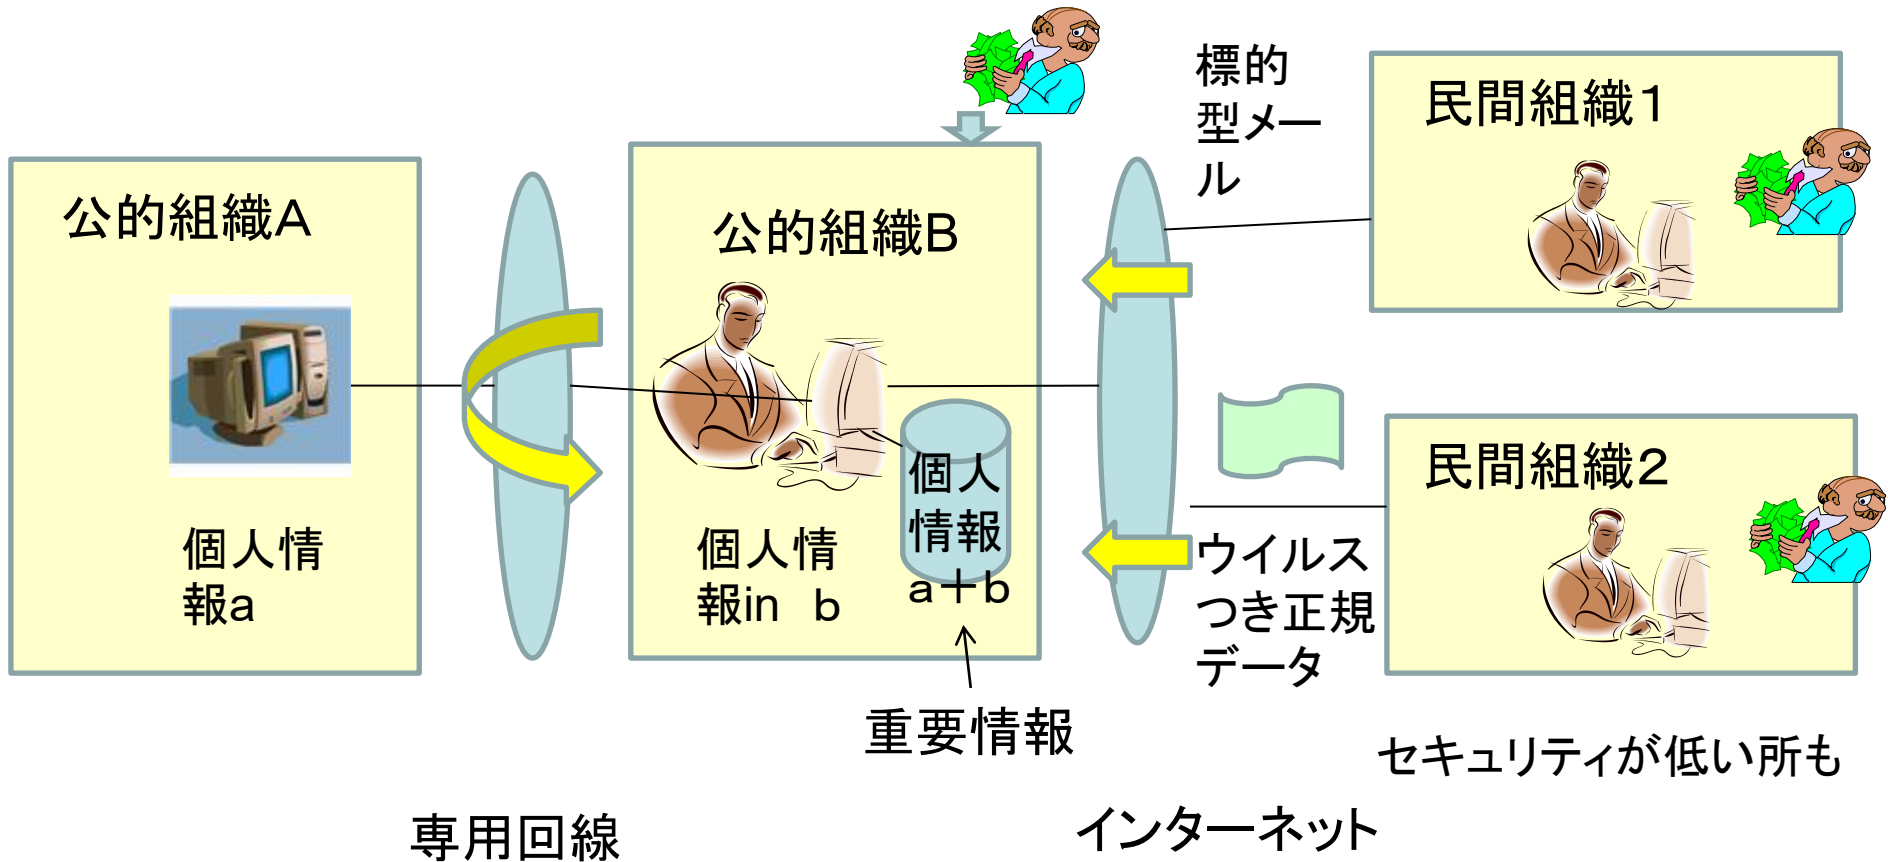 公的組織A
個人情
報a
公的組織B
個人情
報in　b
個人
情報
a＋b
重要情報
専用回線
標的
型メー
ル
民間組織１
民間組織２
ウイルス
つき正規
データ
セキュリティが低い所も
インターネット